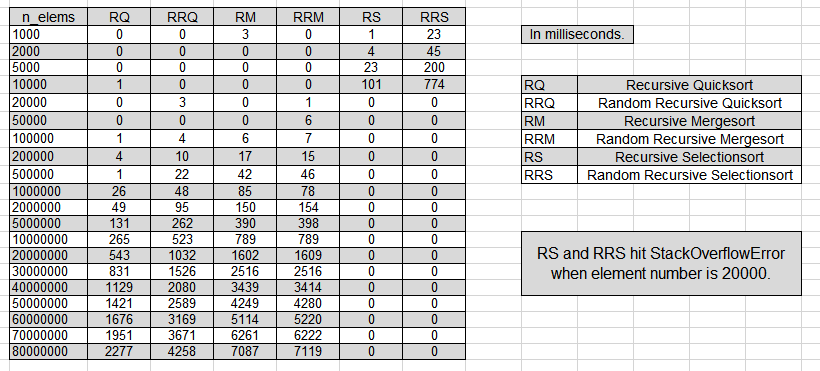 n_elems RQ RRQ RM RRM RS RRS
1000 0 0 3 0 1 23
In milliseconds.
2000 0 0 0 0 4 45
5000 0 0 0 0 23 200
10000 1 0 0 0 101 774
RQ Recursive Quicksort
20000 0 3 0 1 0 0
RRQ Random Recursive Quicksort
50000 0 0 0 6 0 0
RM Recursive Mergesort
100000 1 4 6 7 0 0
RRM Random Recursive Mergesort
200000 4 10 17 15 0 0
RS Recursive Selectionsort
500000 1 22 42 46 0 0
RRS Random Recursive Selectionsort
1000000 26 48 85 78 0 0
2000000 49 95 150 154 0 0
5000000 131 262 390 398 0 0
10000000 265 523 789 789 0 0
20000000 543 1032 1602 1609 0 0
30000000 831 1526 2516 2516 0 0
40000000 1129 2080 3439 3414 0 0
50000000 1421 2589 4249 4280 0 0
60000000 1676 3169 5114 5220 0 0
70000000 1951 3671 6261 6222 0 0
80000000 2277 4258 7087 7119 0 0
RS and RRS hit StackOverflowError
when element number is 20000.